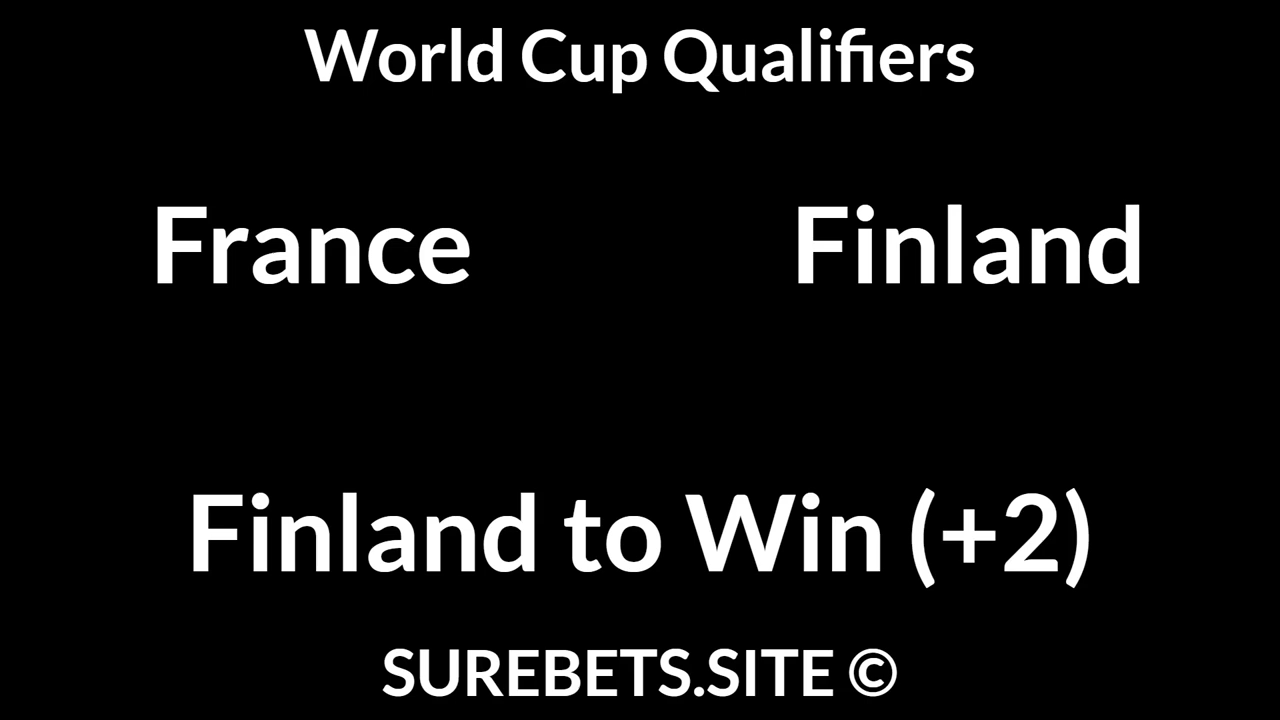 World Cup Qualifiers
France Finland
Finland to Win (+2)
SUREBETS.SITE ©